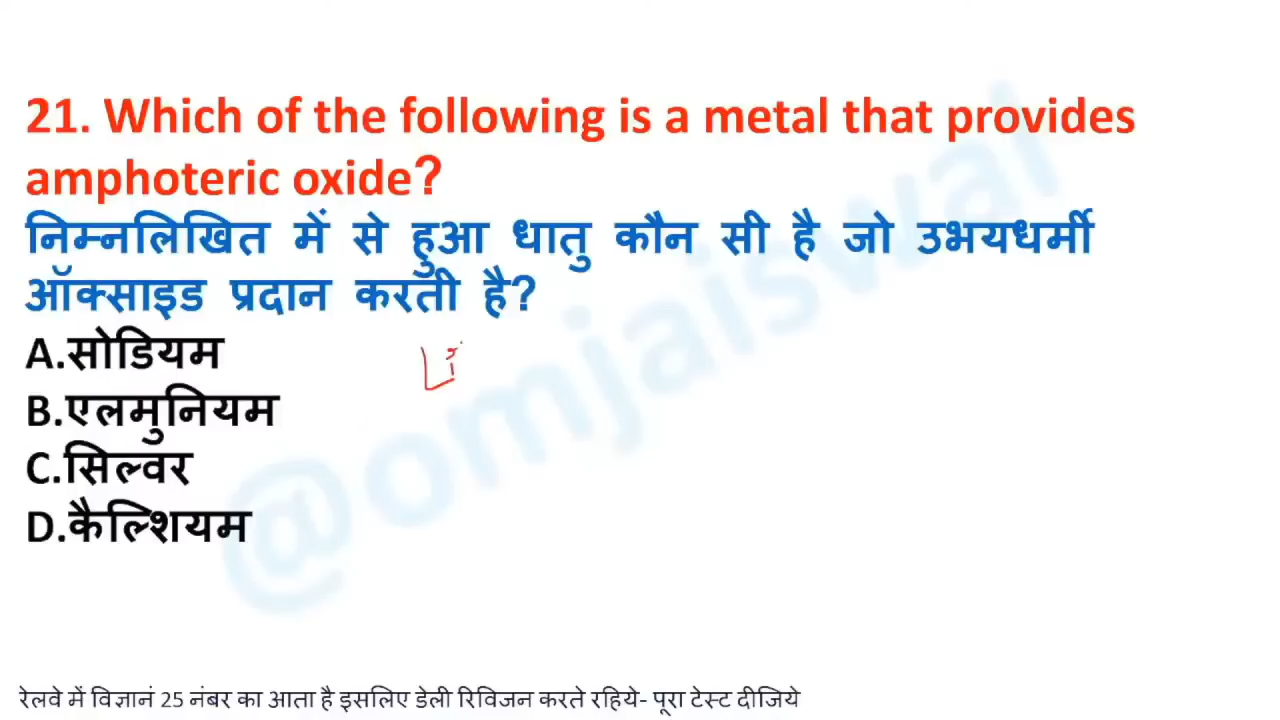 21. Which of the following is a metal that provides
amphoteric oxide?
निम्नलिखित में से हुआ धातु कौन सी है जो उभयधर्मी
ऑक्साइड प्रदान करती है?
A.सोडियम
B.एलमुनियम
C.सिल्वर
D.कैल्शियम
@omjaiswal
रेलवे में विज्ञानं 25 नंबर का आता है इसलिए डेली रिविजन करते रहिये- पूरा टेस्ट दीजिये